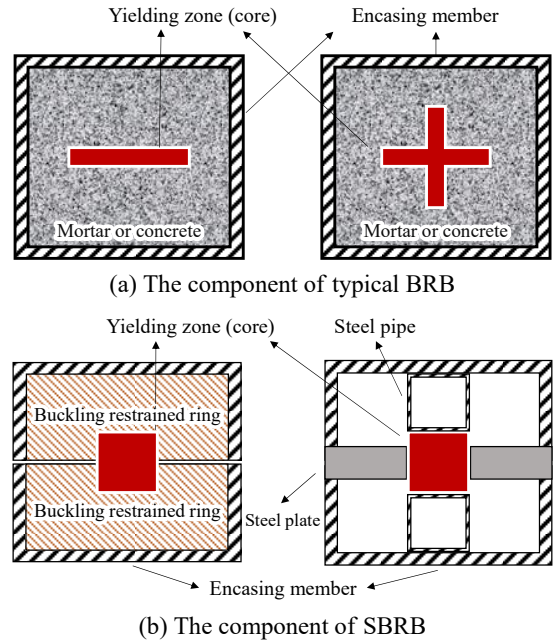 Yielding zone (core) Encasing member
Mortar or concrete Mortar or concrete
(a) The component of typical BRB
Yielding zone (core) Steel pipe
Buckling restrained ring
Buckling restrained ring
Steel plate
Encasing member
(b) The component of SBRB